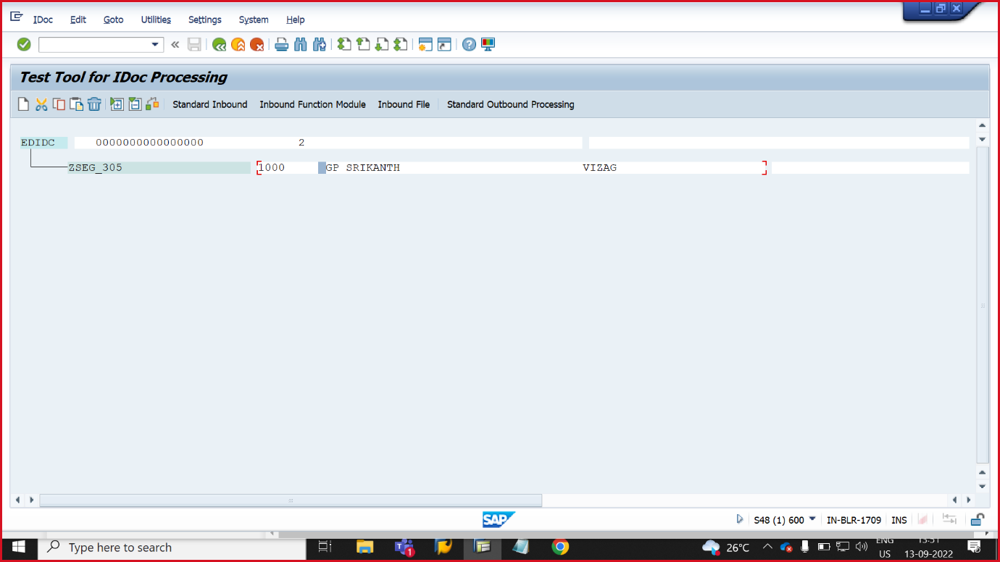 IDoc Edit Goto Utilities Settings System Help
Test Tool for IDoc Processing
Standard Inbound Inbound Function Module Inbound File Standard Outbound Processing
EDIDC 0000000000000000 2
ZSEG_305 1000 GP SRIKANTH VIZAG
SAP S48 (1) 600 IN-BLR-1709 INS
Type here to search 1 26°C ENG 13:51
US 13-09-2022